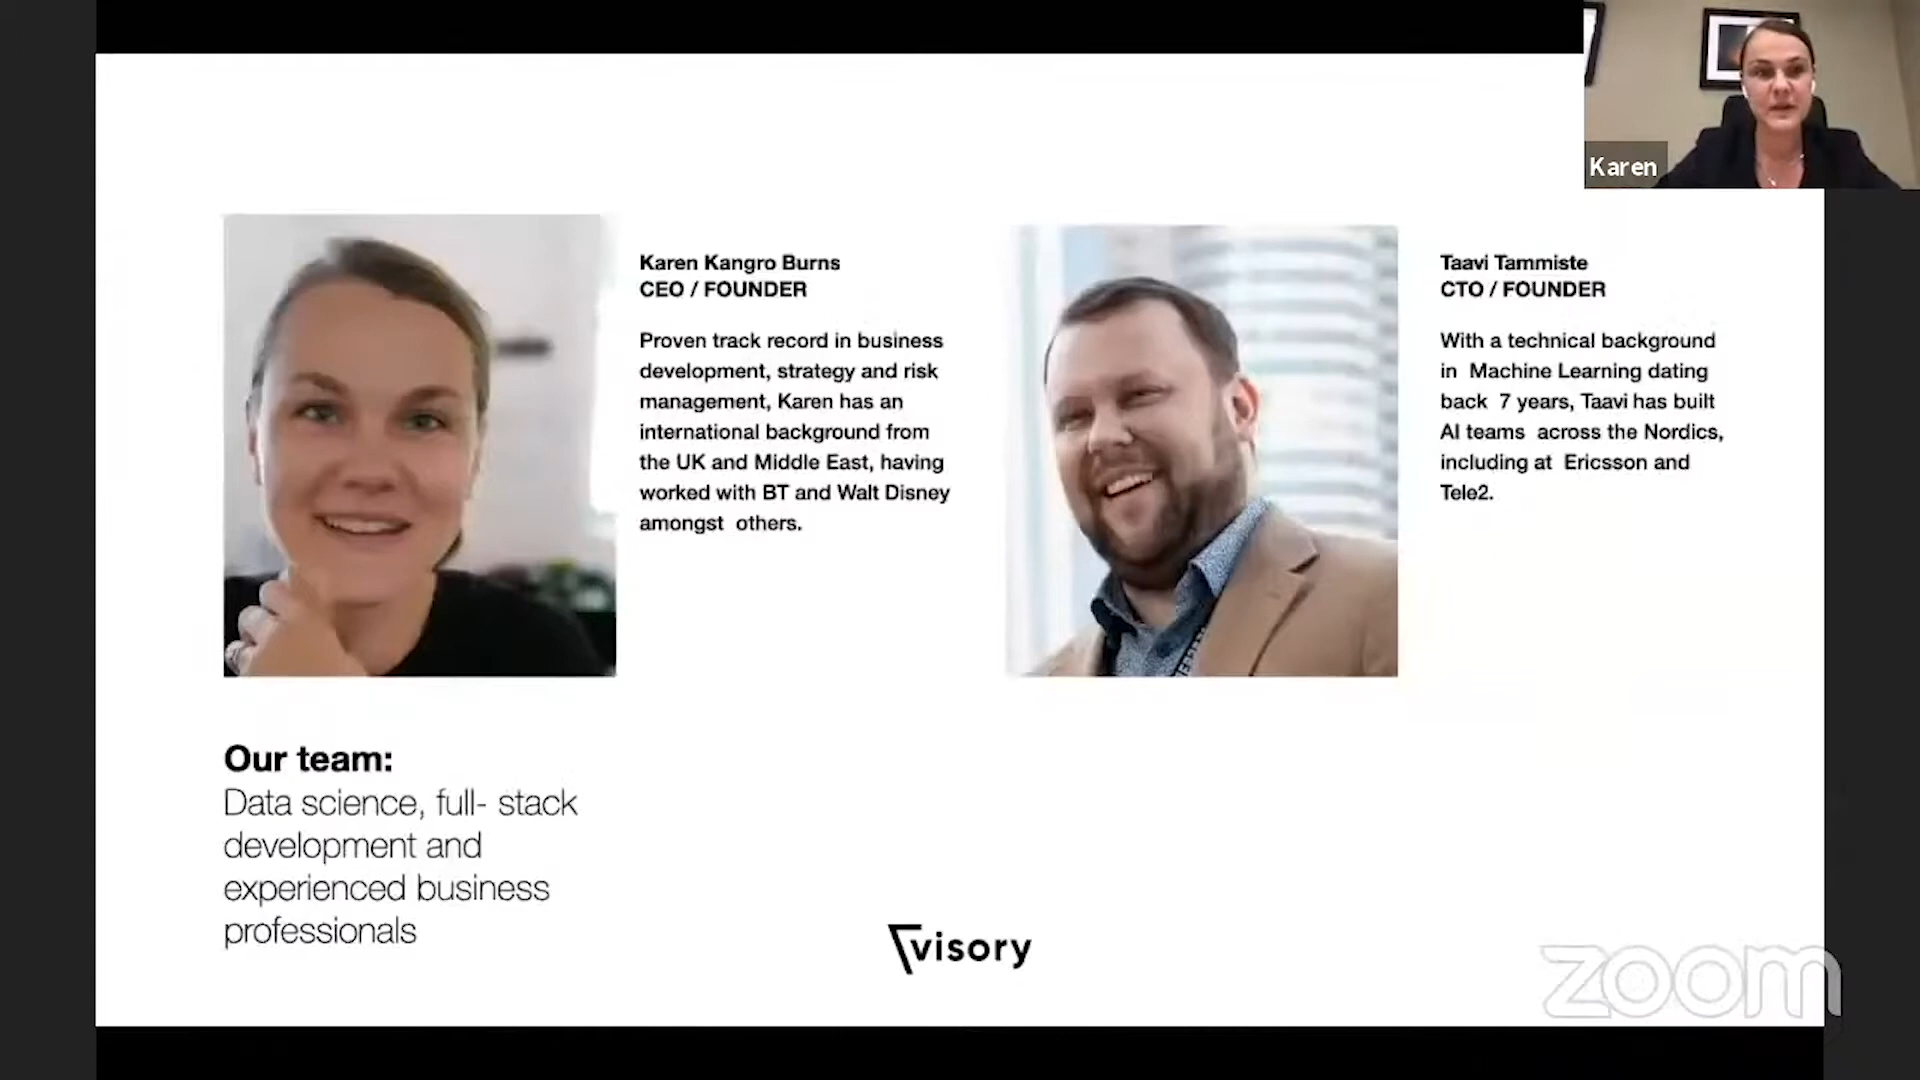 Karen
Karen Kangro Burns
CEO / FOUNDER
Proven track record in business
development, strategy and risk
management, Karen has an
international background from
the UK and Middle East, having
worked with BT and Walt Disney
amongst others.
Taavi Tammiste
CTO / FOUNDER
With a technical background
in Machine Learning dating
back 7 years, Taavi has built
AI teams across the Nordics,
including at Ericsson and
Tele2.
Our team:
Data science, full- stack
development and
experienced business
professionals
visory
zoom